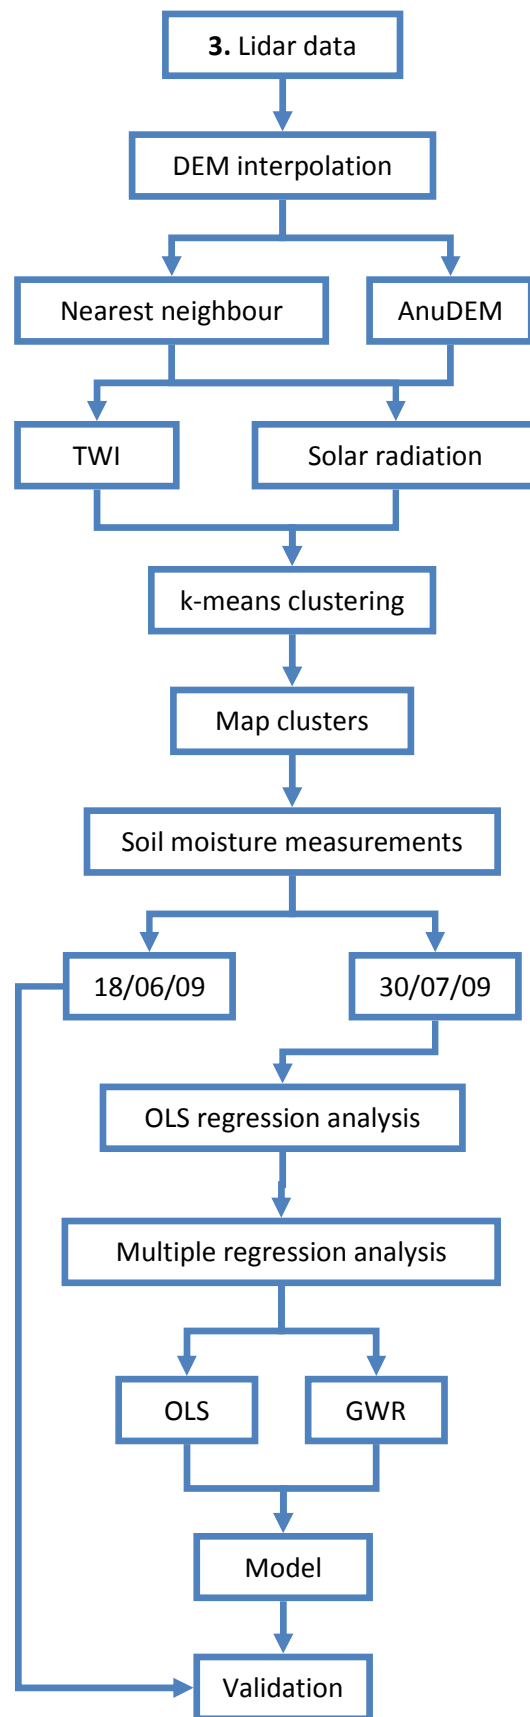 3. Lidar data
DEM interpolation
Nearest neighbour
AnuDEM
TWI
Solar radiation
k-means clustering
Map clusters
Soil moisture measurements
18/06/09
30/07/09
OLS regression analysis
Multiple regression analysis
OLS
GWR
Model
Validation